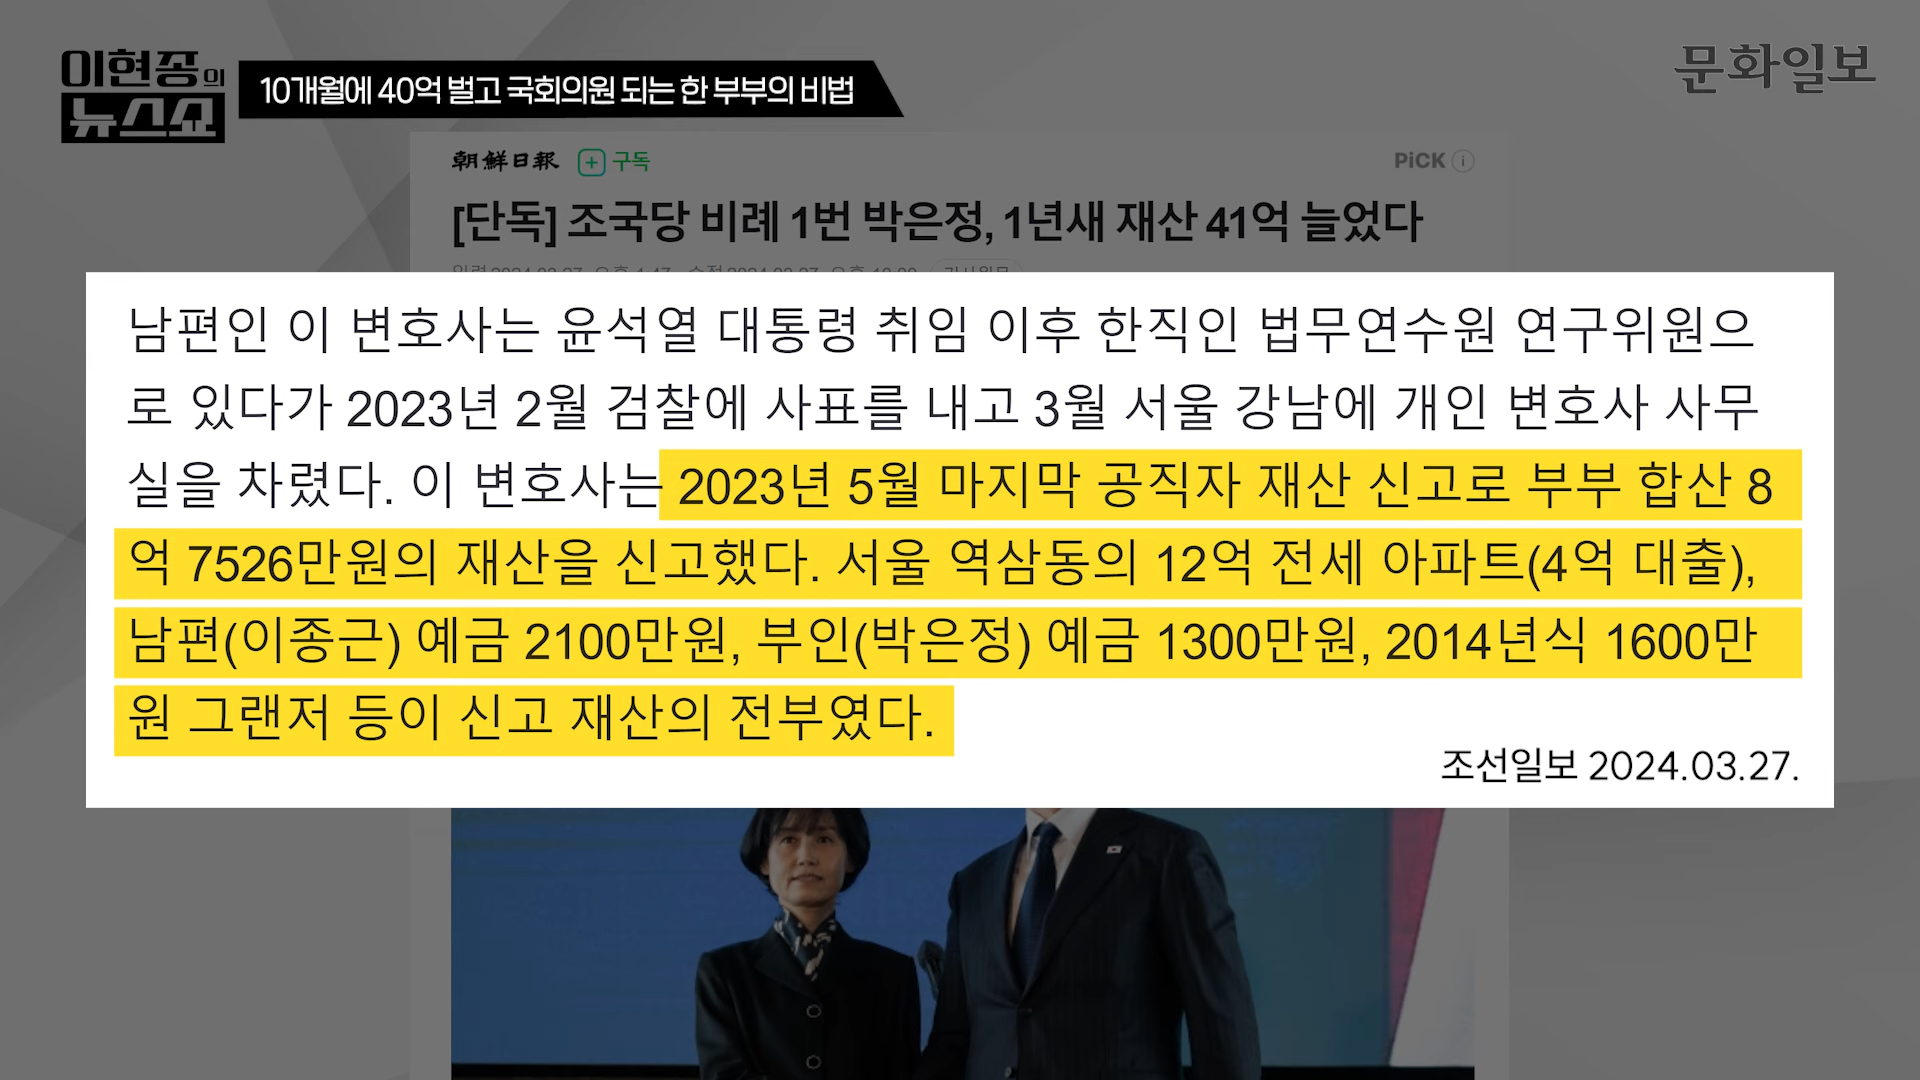 이현종의
뉴스쇼
10개월에 40억 벌고 국회의원 되는 한 부부의 비법
문화일보
朝鮮日報 + 구독
PiCK i
[단독] 조국당 비례 1번 박은정, 1년새 재산 41억 늘었다
남편인 이 변호사는 윤석열 대통령 취임 이후 한직인 법무연수원 연구위원으
로 있다가 2023년 2월 검찰에 사표를 내고 3월 서울 강남에 개인 변호사 사무
실을 차렸다. 이 변호사는 2023년 5월 마지막 공직자 재산 신고로 부부 합산 8
억 7526만원의 재산을 신고했다. 서울 역삼동의 12억 전세 아파트(4억 대출),
남편(이종근) 예금 2100만원, 부인(박은정) 예금 1300만원, 2014년식 1600만
원 그랜저 등이 신고 재산의 전부였다.
조선일보 2024.03.27.